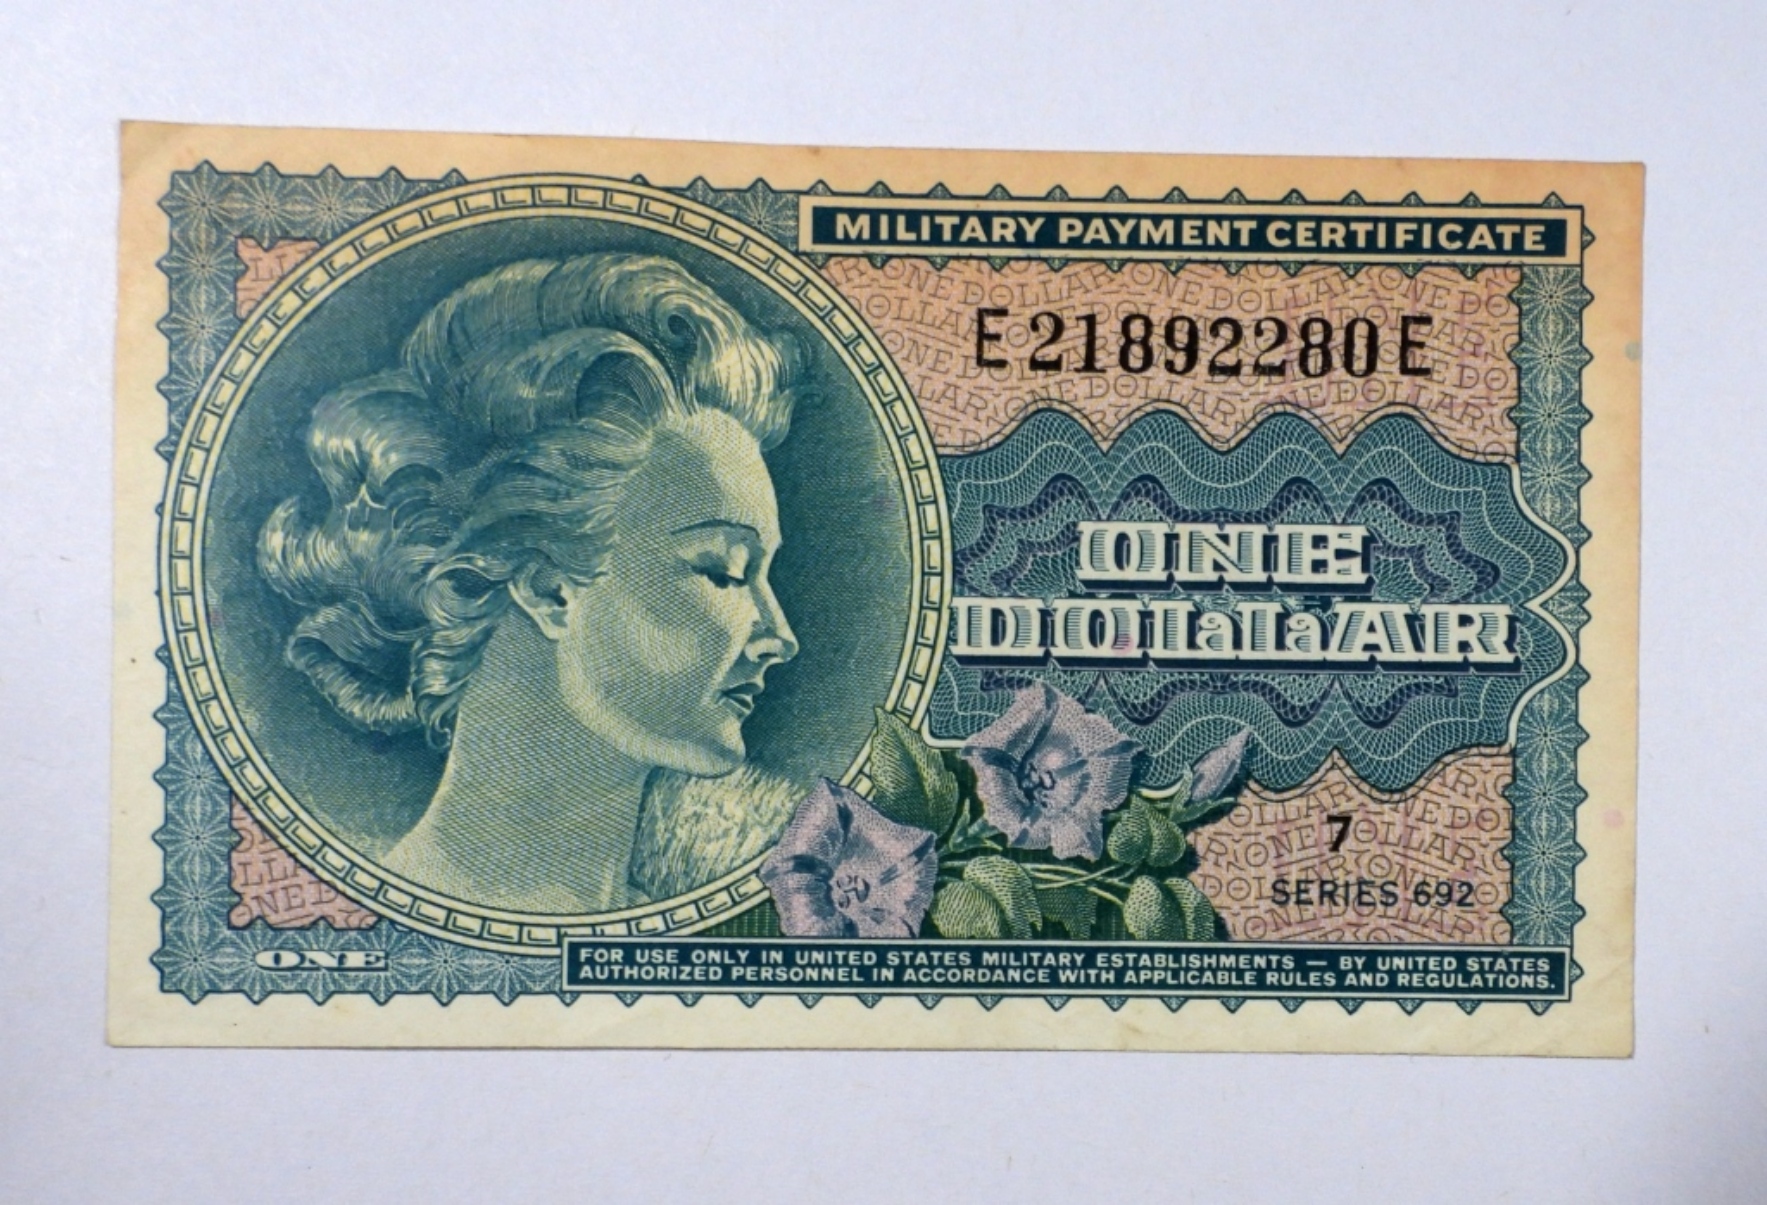 MILITARY PAYMENT CERTIFICATE
E21892280E
ONE
DOLLAR
7
SERIES 692
ONE
FOR USE ONLY IN UNITED STATES MILITARY ESTABLISHMENTS — BY UNITED STATES
AUTHORIZED PERSONNEL IN ACCORDANCE WITH APPLICABLE RULES AND REGULATIONS.